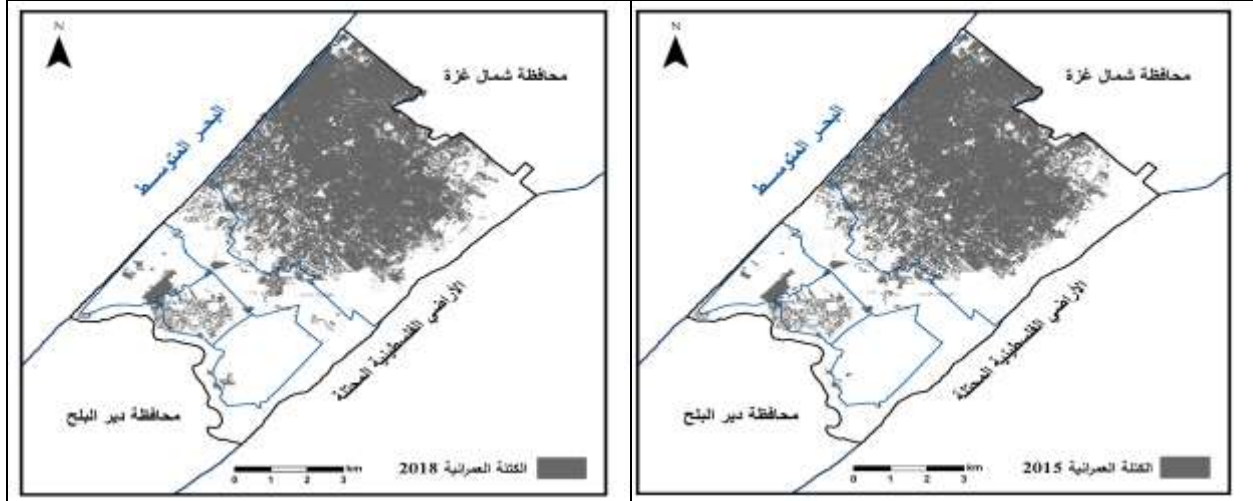 N
محافظة شمال غزة
البحر المتوسط
الأراضي الفلسطينية المحتلة
محافظة دير البلح
km
0 1 2 3
الكتلة العمرانية 2018
N
محافظة شمال غزة
البحر المتوسط
الأراضي الفلسطينية المحتلة
محافظة دير البلح
km
0 1 2 3
الكتلة العمرانية 2015